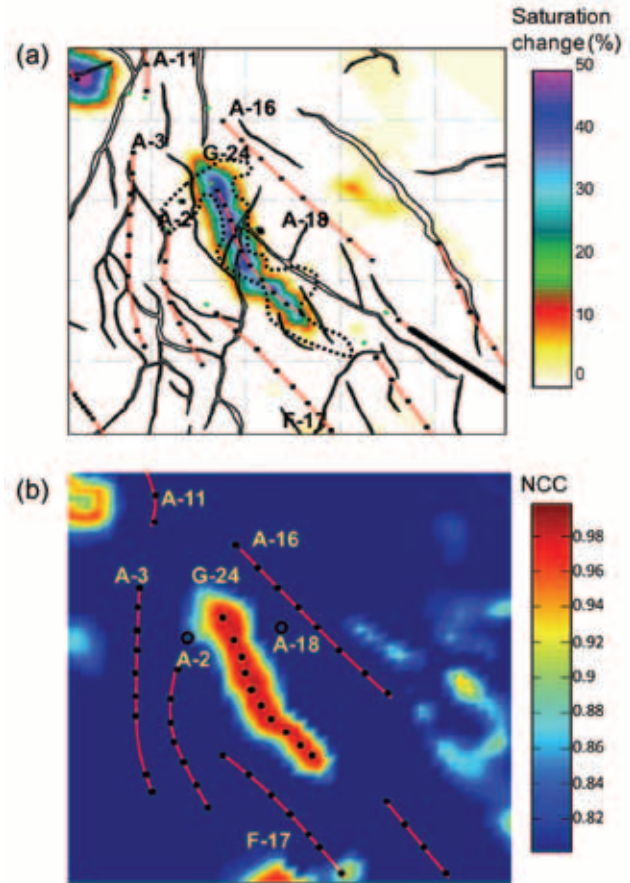 Saturation
change (%)
(a)
A-11
50
A-16
40
A-3
G-24
30
A-2
A-18
20
10
0
F-17
(b)
NCC
A-11
A-16
0.98
0.96
A-3
G-24
0.94
0.92
A-18
0.90
A-2
0.88
0.86
0.84
0.82
F-17